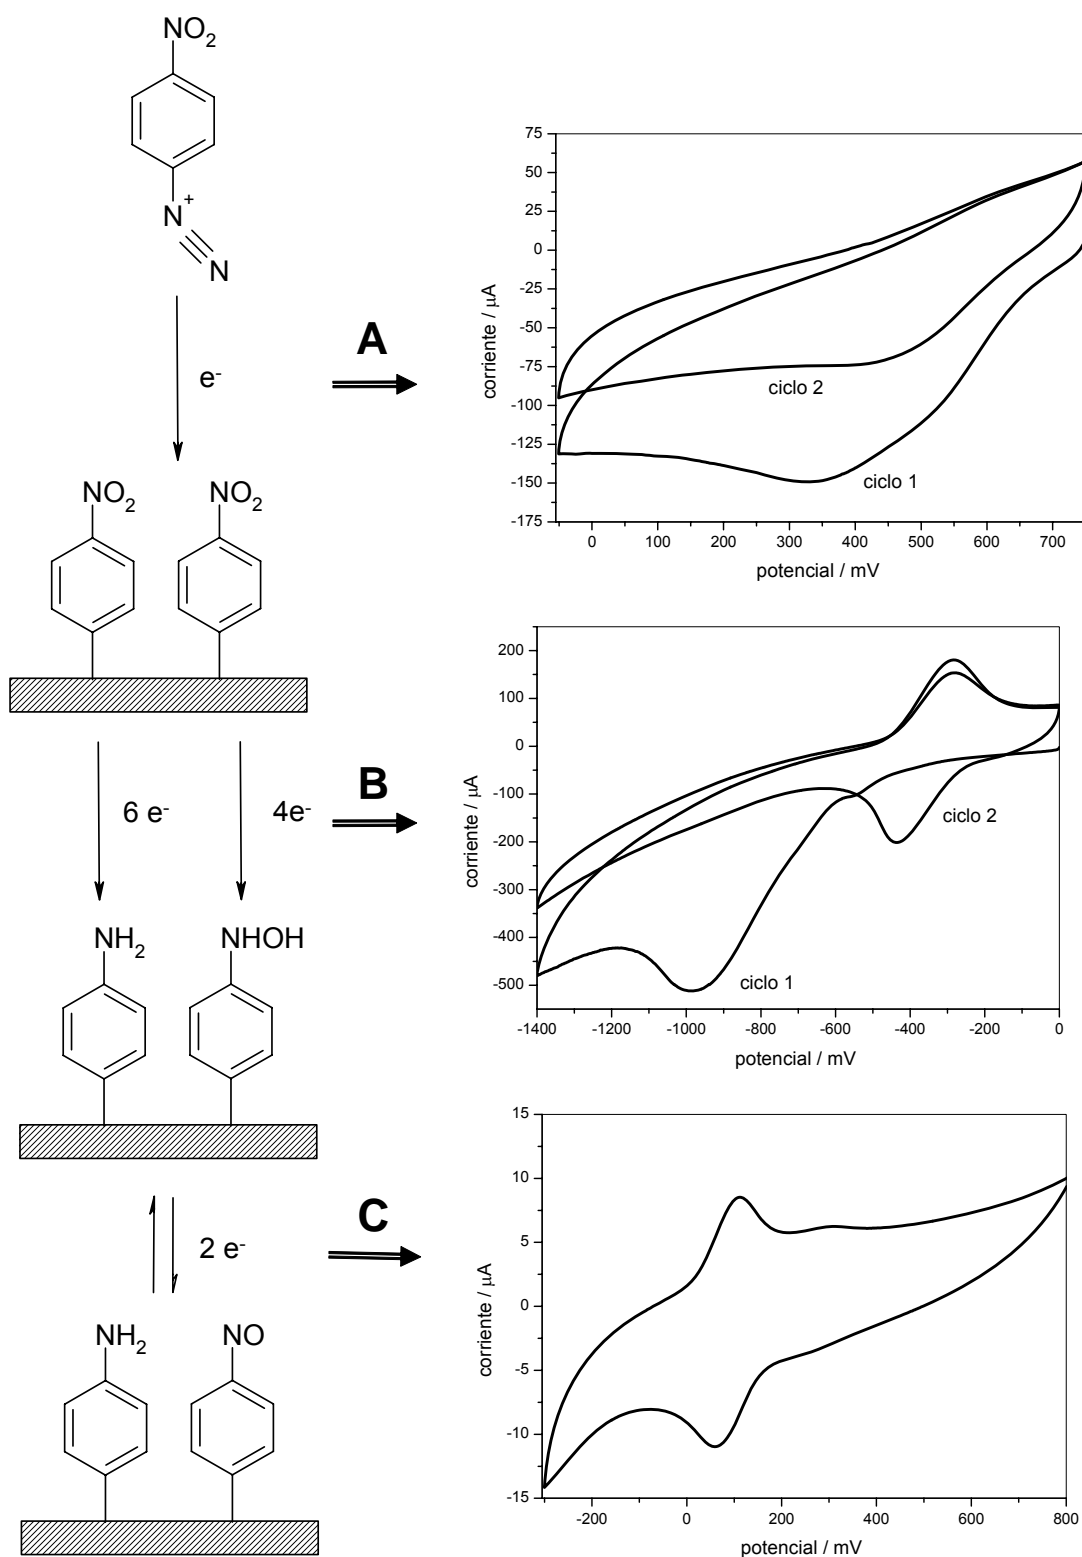 NO2
N+
N
e-
A
75
50
25
0
-25
-50
-75
-100
-125
-150
-175
corriente / μA
ciclo 2
ciclo 1
0 100 200 300 400 500 600 700
potencial / mV
NO2 NO2
6 e- 4e-
B
200
100
0
-100
-200
-300
-400
-500
corriente / μA
ciclo 2
ciclo 1
-1400 -1200 -1000 -800 -600 -400 -200 0
potencial / mV
NH2 NHOH
2 e-
C
15
10
5
0
-5
-10
-15
corriente / μA
-200 0 200 400 600 800
potencial / mV
NH2 NO